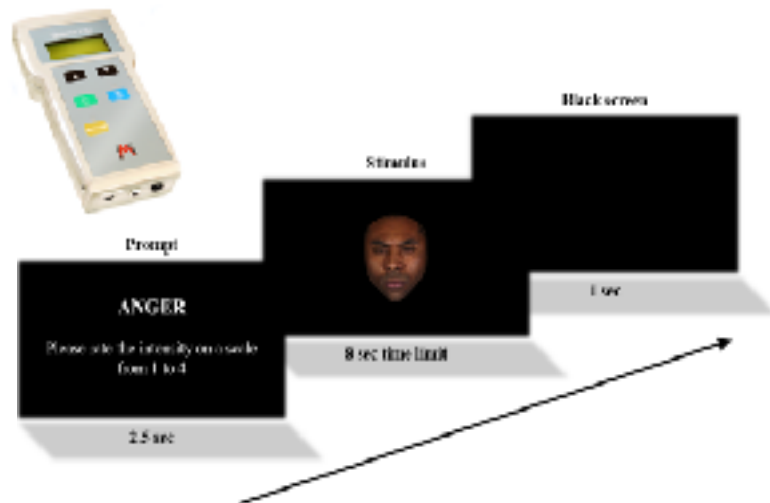 Black screen
Stimulus
Prompt
ANGER
Please rate the intensity on a scale
from 1 to 4
1 sec
8 sec time limit
2.5 sec